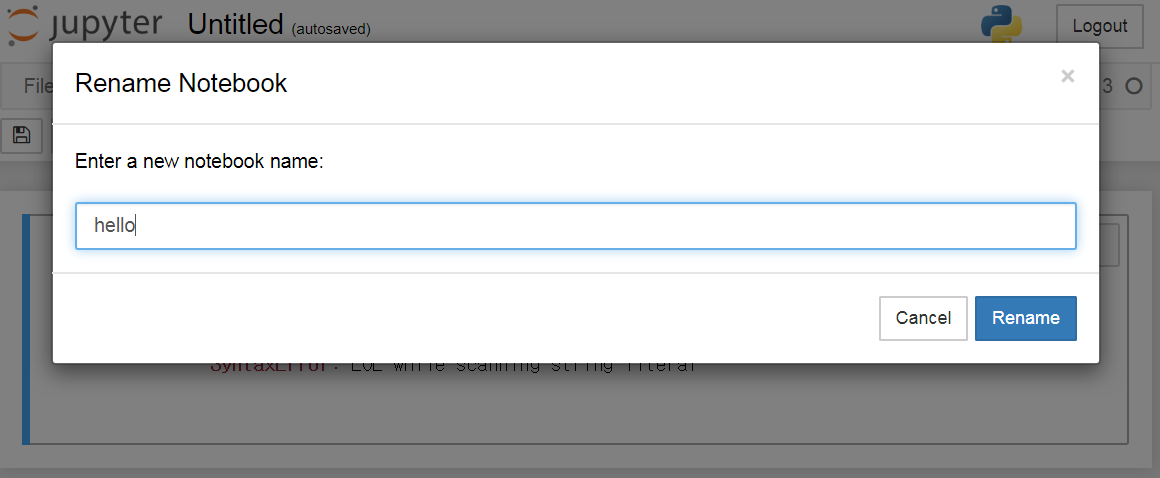 jupyter Untitled (autosaved)
Logout
Rename Notebook
×
File
3
Enter a new notebook name:
hello
Cancel
Rename
SyntaxError: EOL while scanning string literal